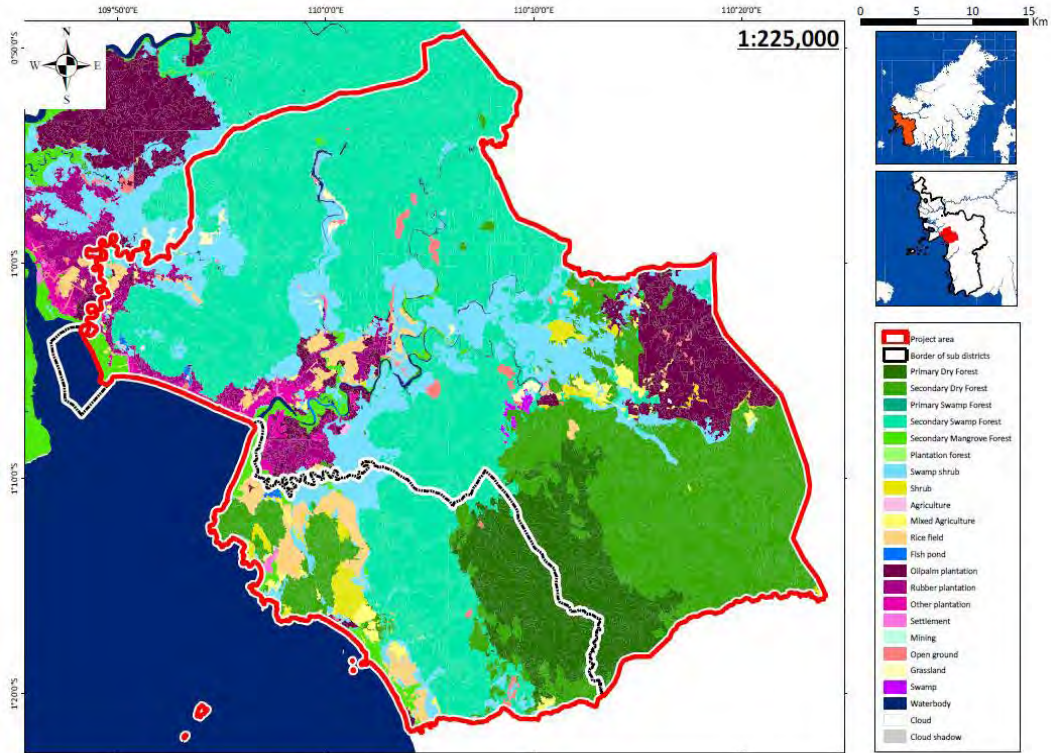 109°50'0"E 110°0'0"E 110°10'0"E 110°20'0"E
0 5 10 15
Km
0°50'0"S
N
W E
S
1:225,000
1°0'0"S
1°10'0"S
1°20'0"S
Project area
Border of sub districts
Primary Dry Forest
Secondary Dry Forest
Primary Swamp Forest
Secondary Swamp Forest
Secondary Mangrove Forest
Plantation forest
Swamp shrub
Shrub
Agriculture
Mixed Agriculture
Rice field
Fish pond
Oilpalm plantation
Rubber plantation
Other plantation
Settlement
Mining
Open ground
Grassland
Swamp
Waterbody
Cloud
Cloud shadow